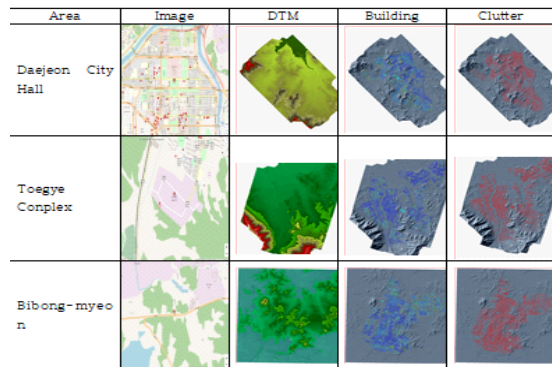 Area Image DTM Building Clutter
Daejeon City
Hall
Toegye
Conplex
Bibong-myeo
n